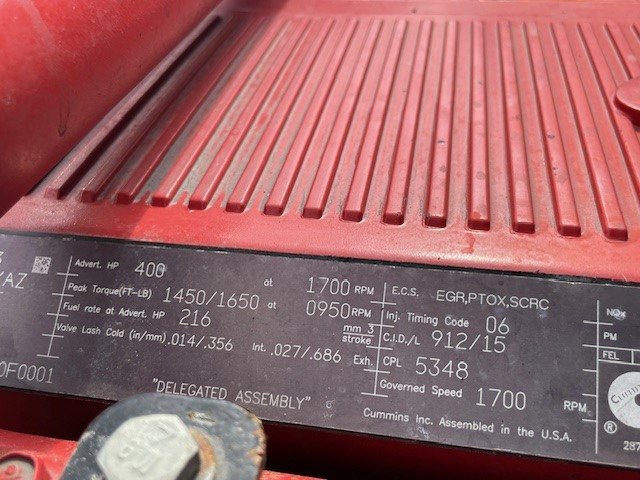 Advert. HP 400 at 1700 RPM
Peak Torque(FT-LB) 1450/1650 at 0950 RPM
Fuel rate at Advert. HP 216 mm 3 stroke
Valve Lash Cold (in/mm) .014/.356 Int. .027/.686 Exh.
0F0001
"DELEGATED ASSEMBLY"
E.C.S. EGR,PTOX,SCRC
Inj. Timing Code 06
C.I.D./L 912/15
CPL 5348
Governed Speed 1700 RPM
Cummins Inc. Assembled in the U.S.A.
NOx
PM
FEL
®